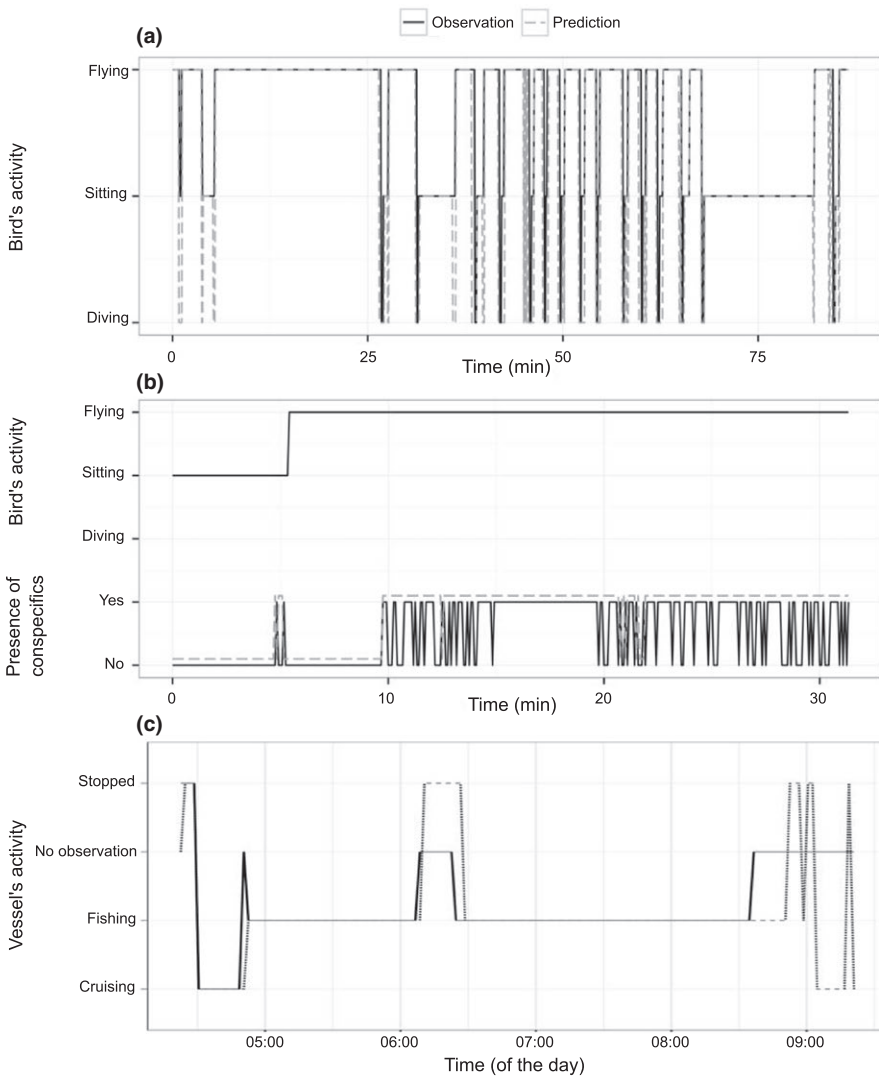 Observation Prediction
(a)
Flying
Sitting
Diving
Bird's activity
0 25 50 75
Time (min)
(b)
Flying
Sitting
Diving
Bird's activity
Yes
No
Presence of
conspecifics
0 10 20 30
Time (min)
(c)
Stopped
No observation
Fishing
Cruising
Vessel's activity
05:00 06:00 07:00 08:00 09:00
Time (of the day)